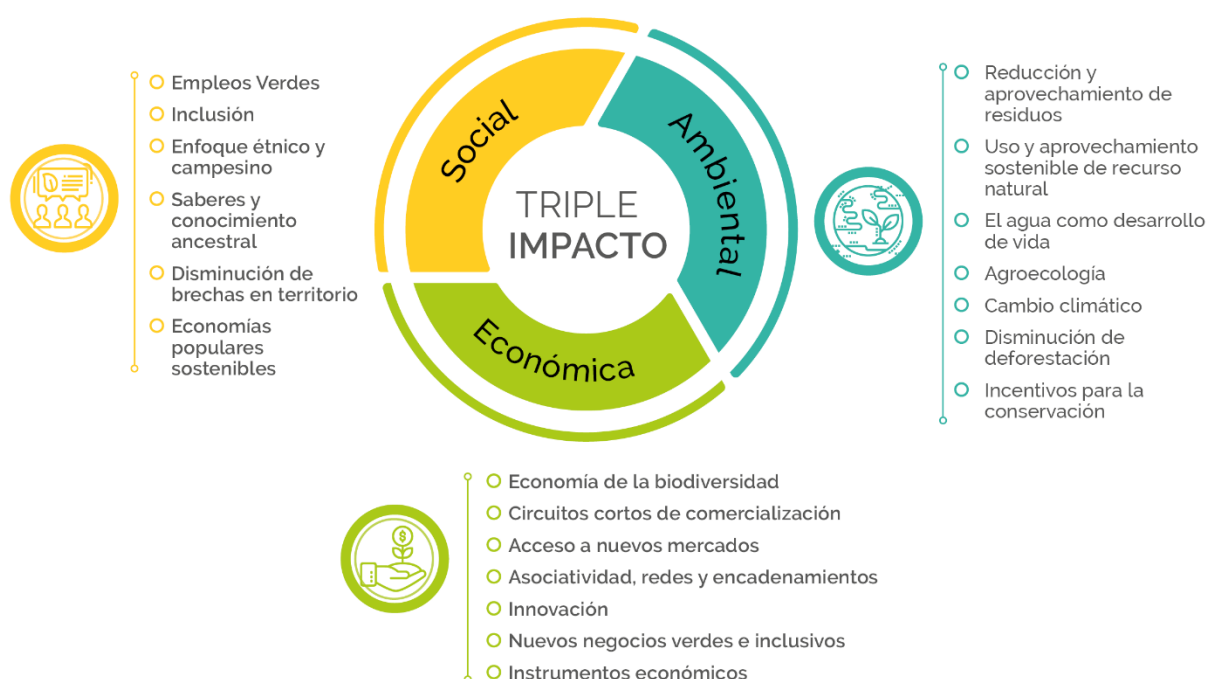 TRIPLE
IMPACTO
Social
Empleos Verdes
Inclusión
Enfoque étnico y
campesino
Saberes y
conocimiento
ancestral
Disminución de
brechas en territorio
Economías
populares
sostenibles
Ambiental
Reducción y
aprovechamiento de
residuos
Uso y aprovechamiento
sostenible de recurso
natural
El agua como desarrollo
de vida
Agroecología
Cambio climático
Disminución de
deforestación
Incentivos para la
conservación
Económica
Economía de la biodiversidad
Circuitos cortos de comercialización
Acceso a nuevos mercados
Asociatividad, redes y encadenamientos
Innovación
Nuevos negocios verdes e inclusivos
Instrumentos económicos